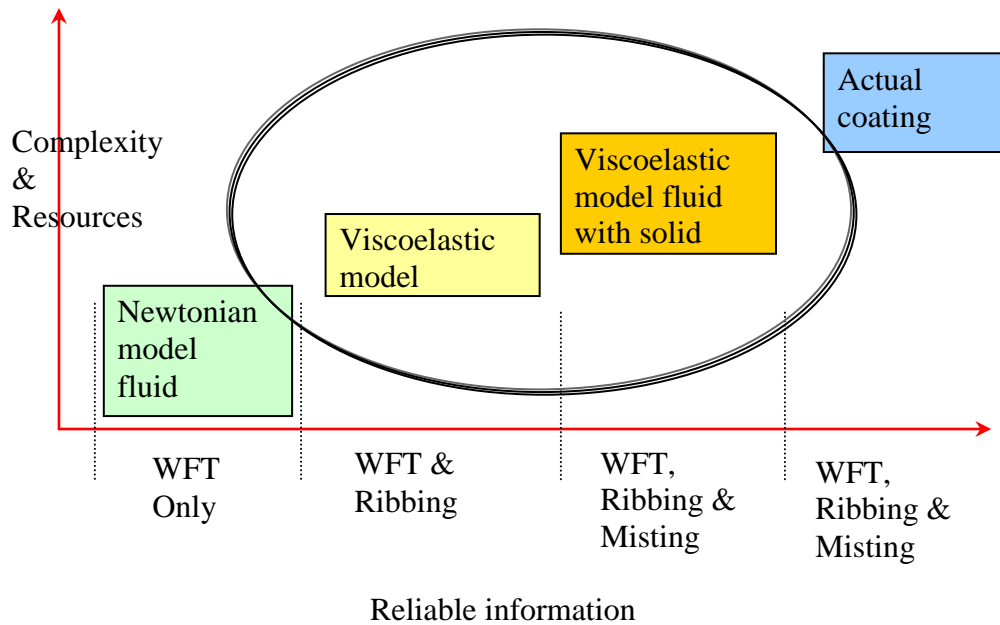 Complexity
&
Resources
Actual
coating
Viscoelastic
model fluid
with solid
Viscoelastic
model
Newtonian
model
fluid
WFT
Only
WFT &
Ribbing
WFT,
Ribbing &
Misting
WFT,
Ribbing &
Misting
Reliable information